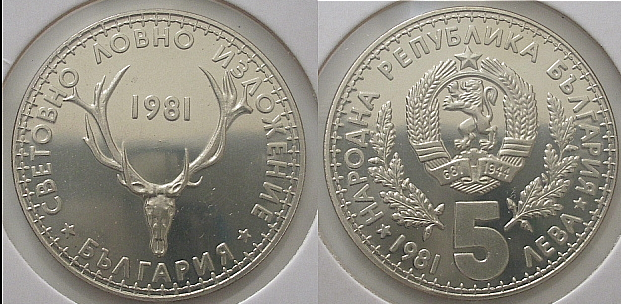 СВЕТОВНО ЛОВНО ИЗЛОЖЕНИЕ
1981
* БЪЛГАРИЯ *
НАРОДНА РЕПУБЛИКА БЪЛГАРИЯ
681 1944
* 1981 5 ЛЕВА *